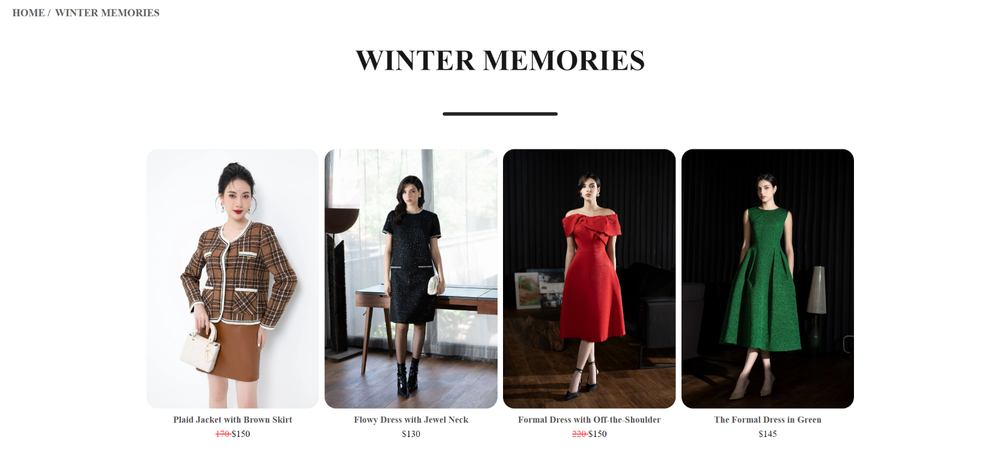 HOME / WINTER MEMORIES
WINTER MEMORIES
Plaid Jacket with Brown Skirt
170 $150
Flowy Dress with Jewel Neck
$130
Formal Dress with Off-the-Shoulder
220 $150
The Formal Dress in Green
$145